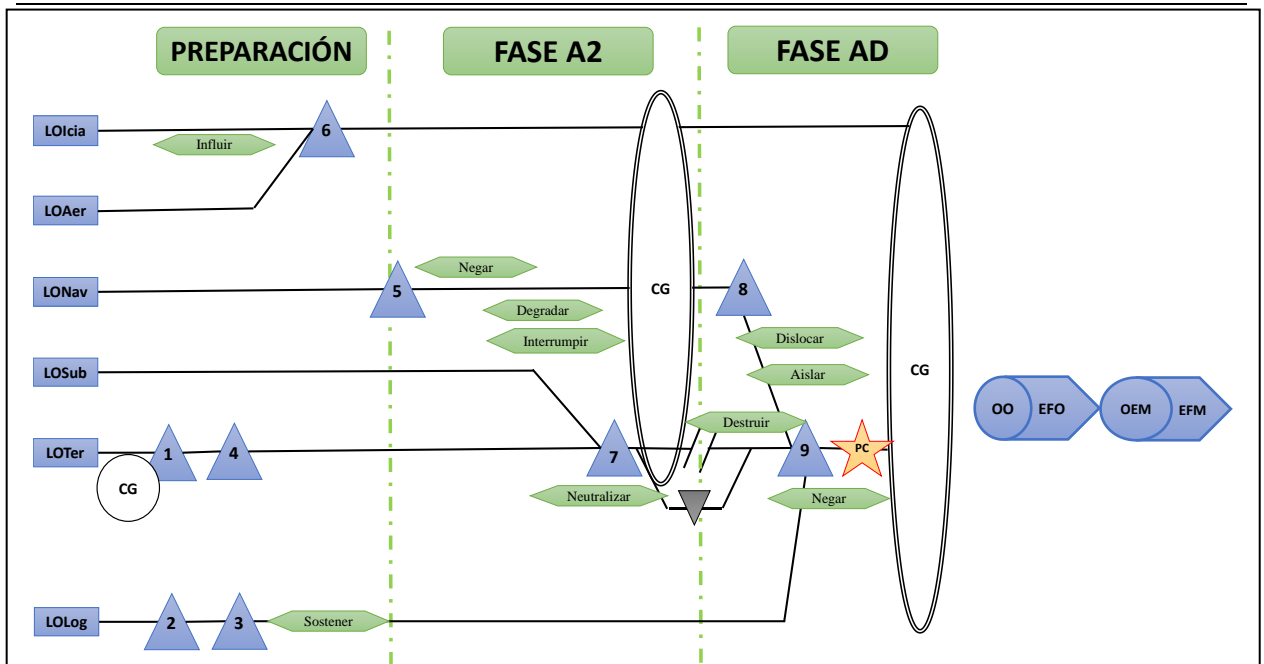 PREPARACIÓN
FASE A2
FASE AD
LOIcia
Influir
6
LOAer
LONav
5
Negar
CG
8
Degradar
Interrumpir
Dislocar
Aislar
CG
LOSub
OO
EFO
OEM
EFM
Destruir
LOTer
1
4
7
9
PC
CG
Neutralizar
Negar
LOLog
2
3
Sostener